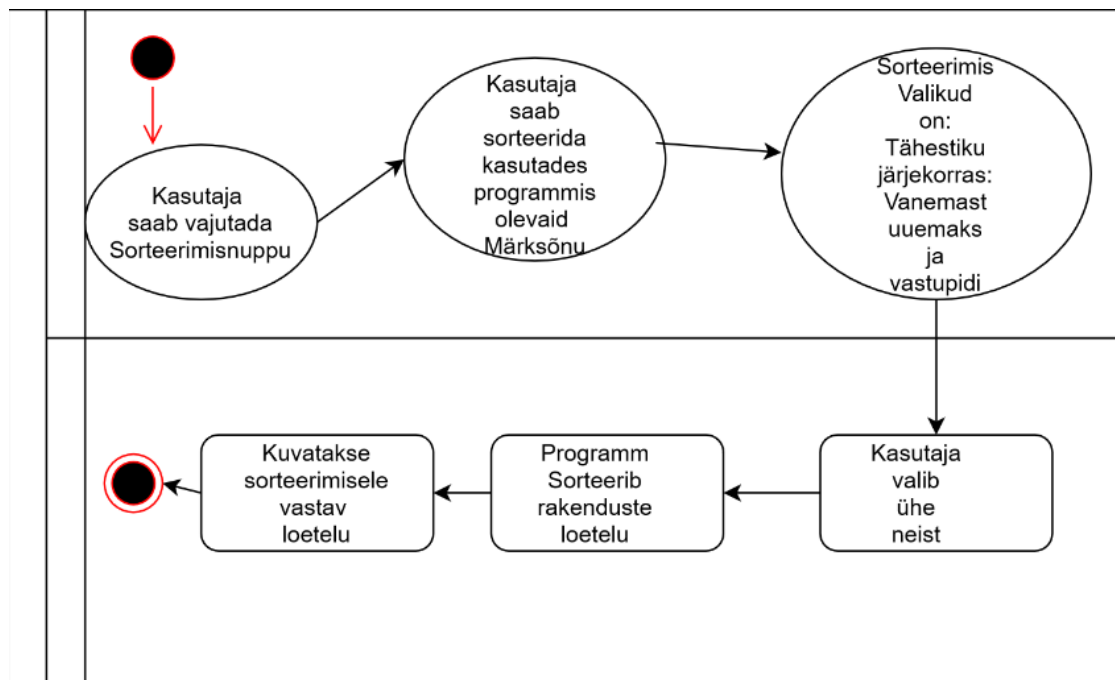 Kasutaja
saab vajutada
Sorteerimisnuppu
Kasutaja
saab
sorteerida
kasutades
programmis
olevaid
Märksõnu
Sorteerimis
Valikud
on:
Tähestiku
järjekorras:
Vanemast
uuemaks
ja
vastupidi
Kasutaja
valib
ühe
neist
Programm
Sorteerib
rakenduste
loetelu
Kuvatakse
sorteerimisele
vastav
loetelu